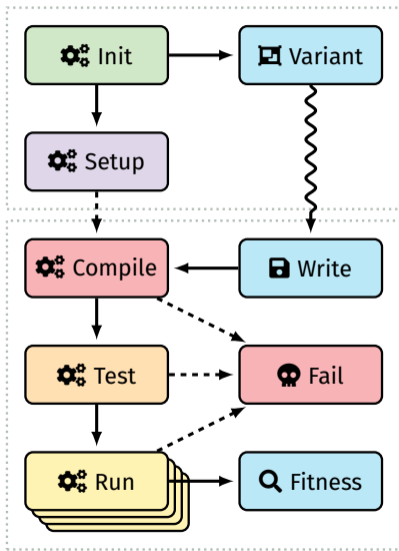 Init
Variant
Setup
Compile
Write
Test
Fail
Run
Fitness